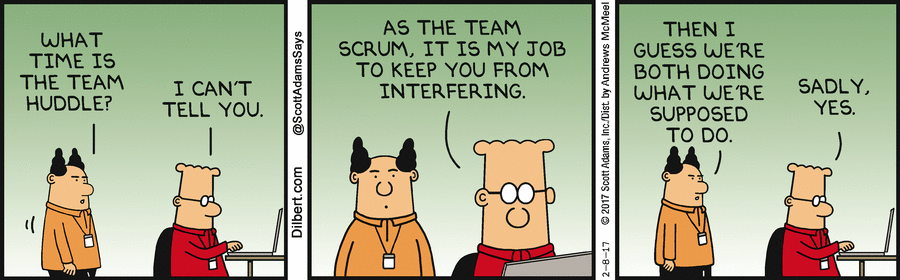 WHAT
TIME IS
THE TEAM
HUDDLE?
I CAN'T
TELL YOU.
Dilbert.com @ScottAdamsSays
AS THE TEAM
SCRUM, IT IS MY JOB
TO KEEP YOU FROM
INTERFERING.
2-8-17 © 2017 Scott Adams, Inc./Dist. by Andrews McMeel
THEN I
GUESS WE'RE
BOTH DOING
WHAT WE'RE
SUPPOSED
TO DO.
SADLY,
YES.